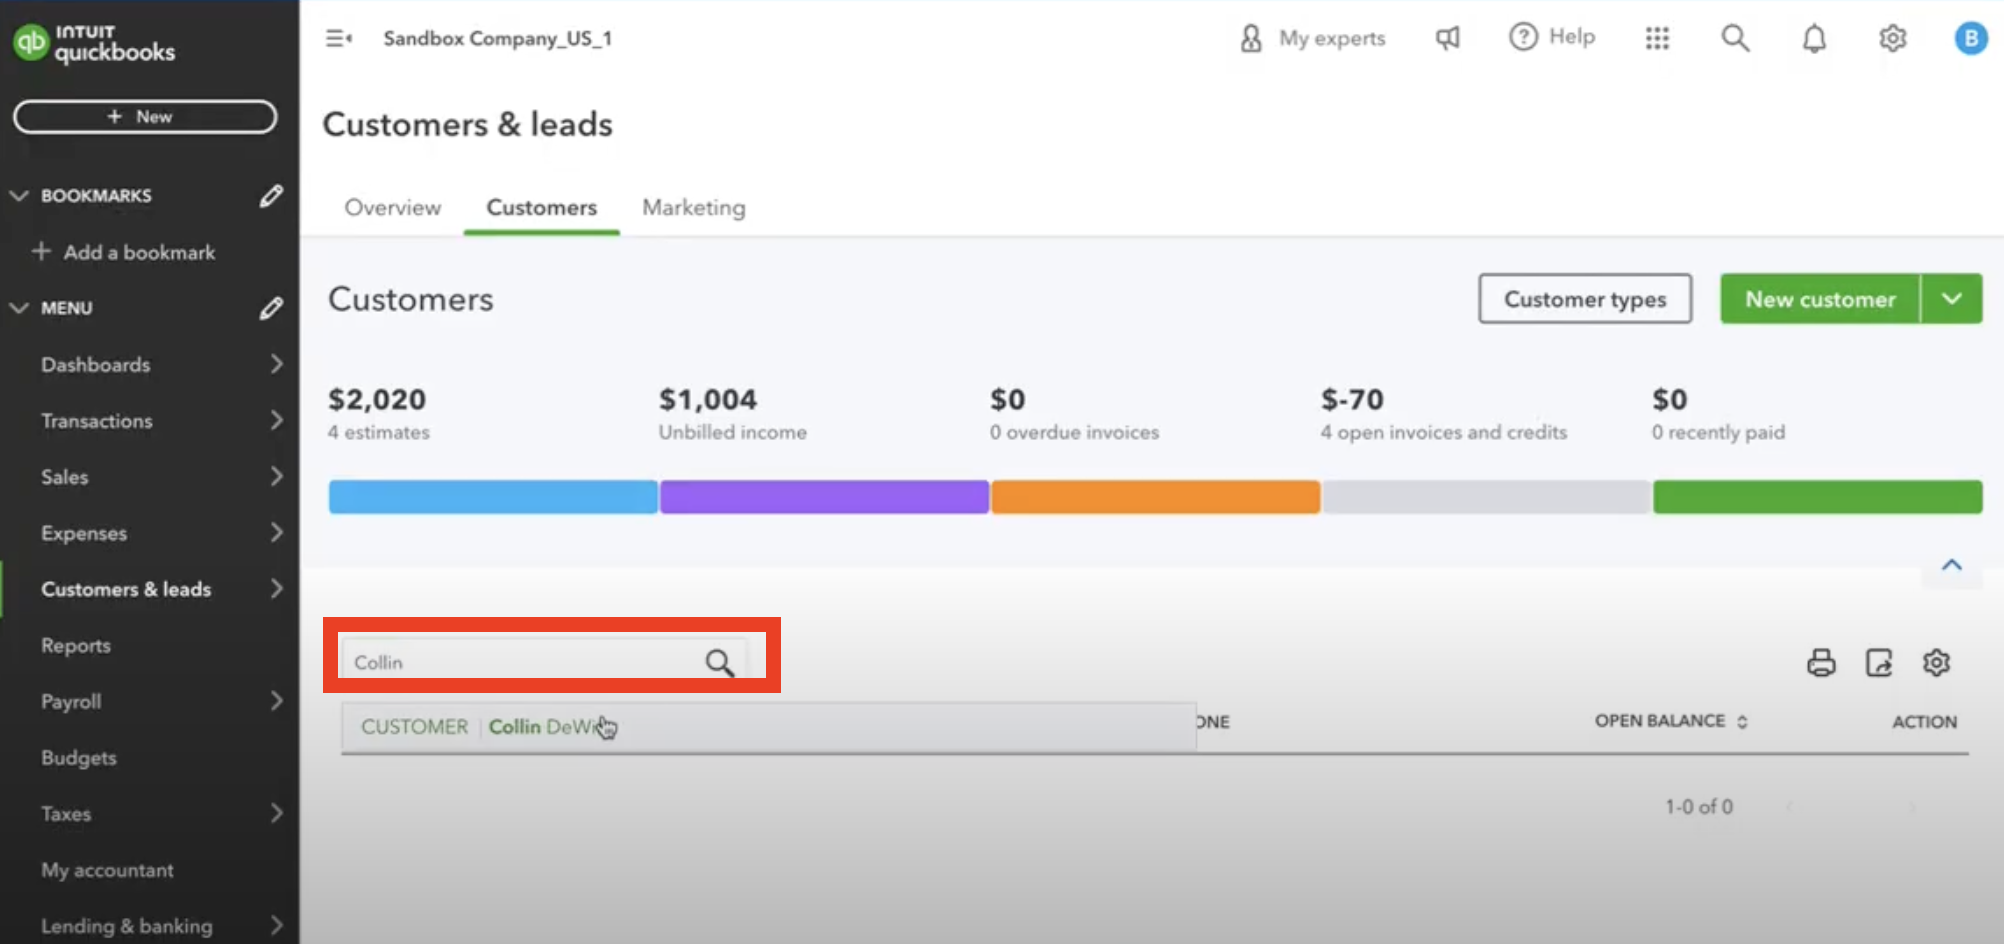 INTUIT
quickbooks
+ New
BOOKMARKS
+ Add a bookmark
MENU
Dashboards
Transactions
Sales
Expenses
Customers & leads
Reports
Payroll
Budgets
Taxes
My accountant
Lending & banking
Sandbox Company_US_1
My experts
Help
B
Customers & leads
Overview Customers Marketing
Customers
Customer types
New customer
$2,020
4 estimates
$1,004
Unbilled income
$0
0 overdue invoices
$-70
4 open invoices and credits
$0
0 recently paid
Collin
CUSTOMER Collin
ONE
OPEN BALANCE
ACTION
1-0 of 0